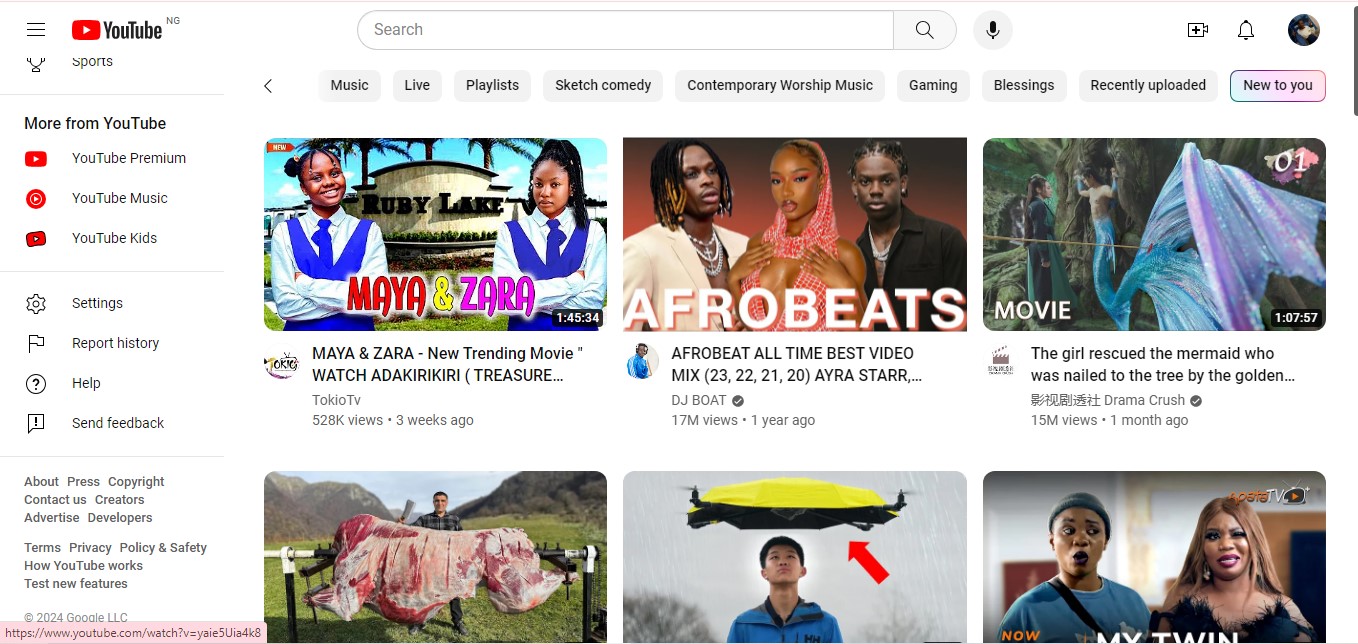 YouTube NG
Search
Sports
More from YouTube
YouTube Premium
YouTube Music
YouTube Kids
Settings
Report history
Help
Send feedback
About Press Copyright
Contact us Creators
Advertise Developers
Terms Privacy Policy & Safety
How YouTube works
Test new features
© 2024 Google LLC
https://www.youtube.com/watch?v=yaie5Uia4k8
Music
Live
Playlists
Sketch comedy
Contemporary Worship Music
Gaming
Blessings
Recently uploaded
New to you
NEW
RUBY LAKE
MAYA & ZARA
1:45:34
TOKIO TV
MAYA & ZARA - New Trending Movie "
WATCH ADAKIRIKIRI ( TREASURE...
TokioTv
528K views • 3 weeks ago
AFROBEATS
AFROBEAT ALL TIME BEST VIDEO
MIX (23, 22, 21, 20) AYRA STARR,...
DJ BOAT
17M views • 1 year ago
01
MOVIE
1:07:57
The girl rescued the mermaid who
was nailed to the tree by the golden...
影视剧透社 Drama Crush
15M views • 1 month ago
TV+
NOW
MY TWIN